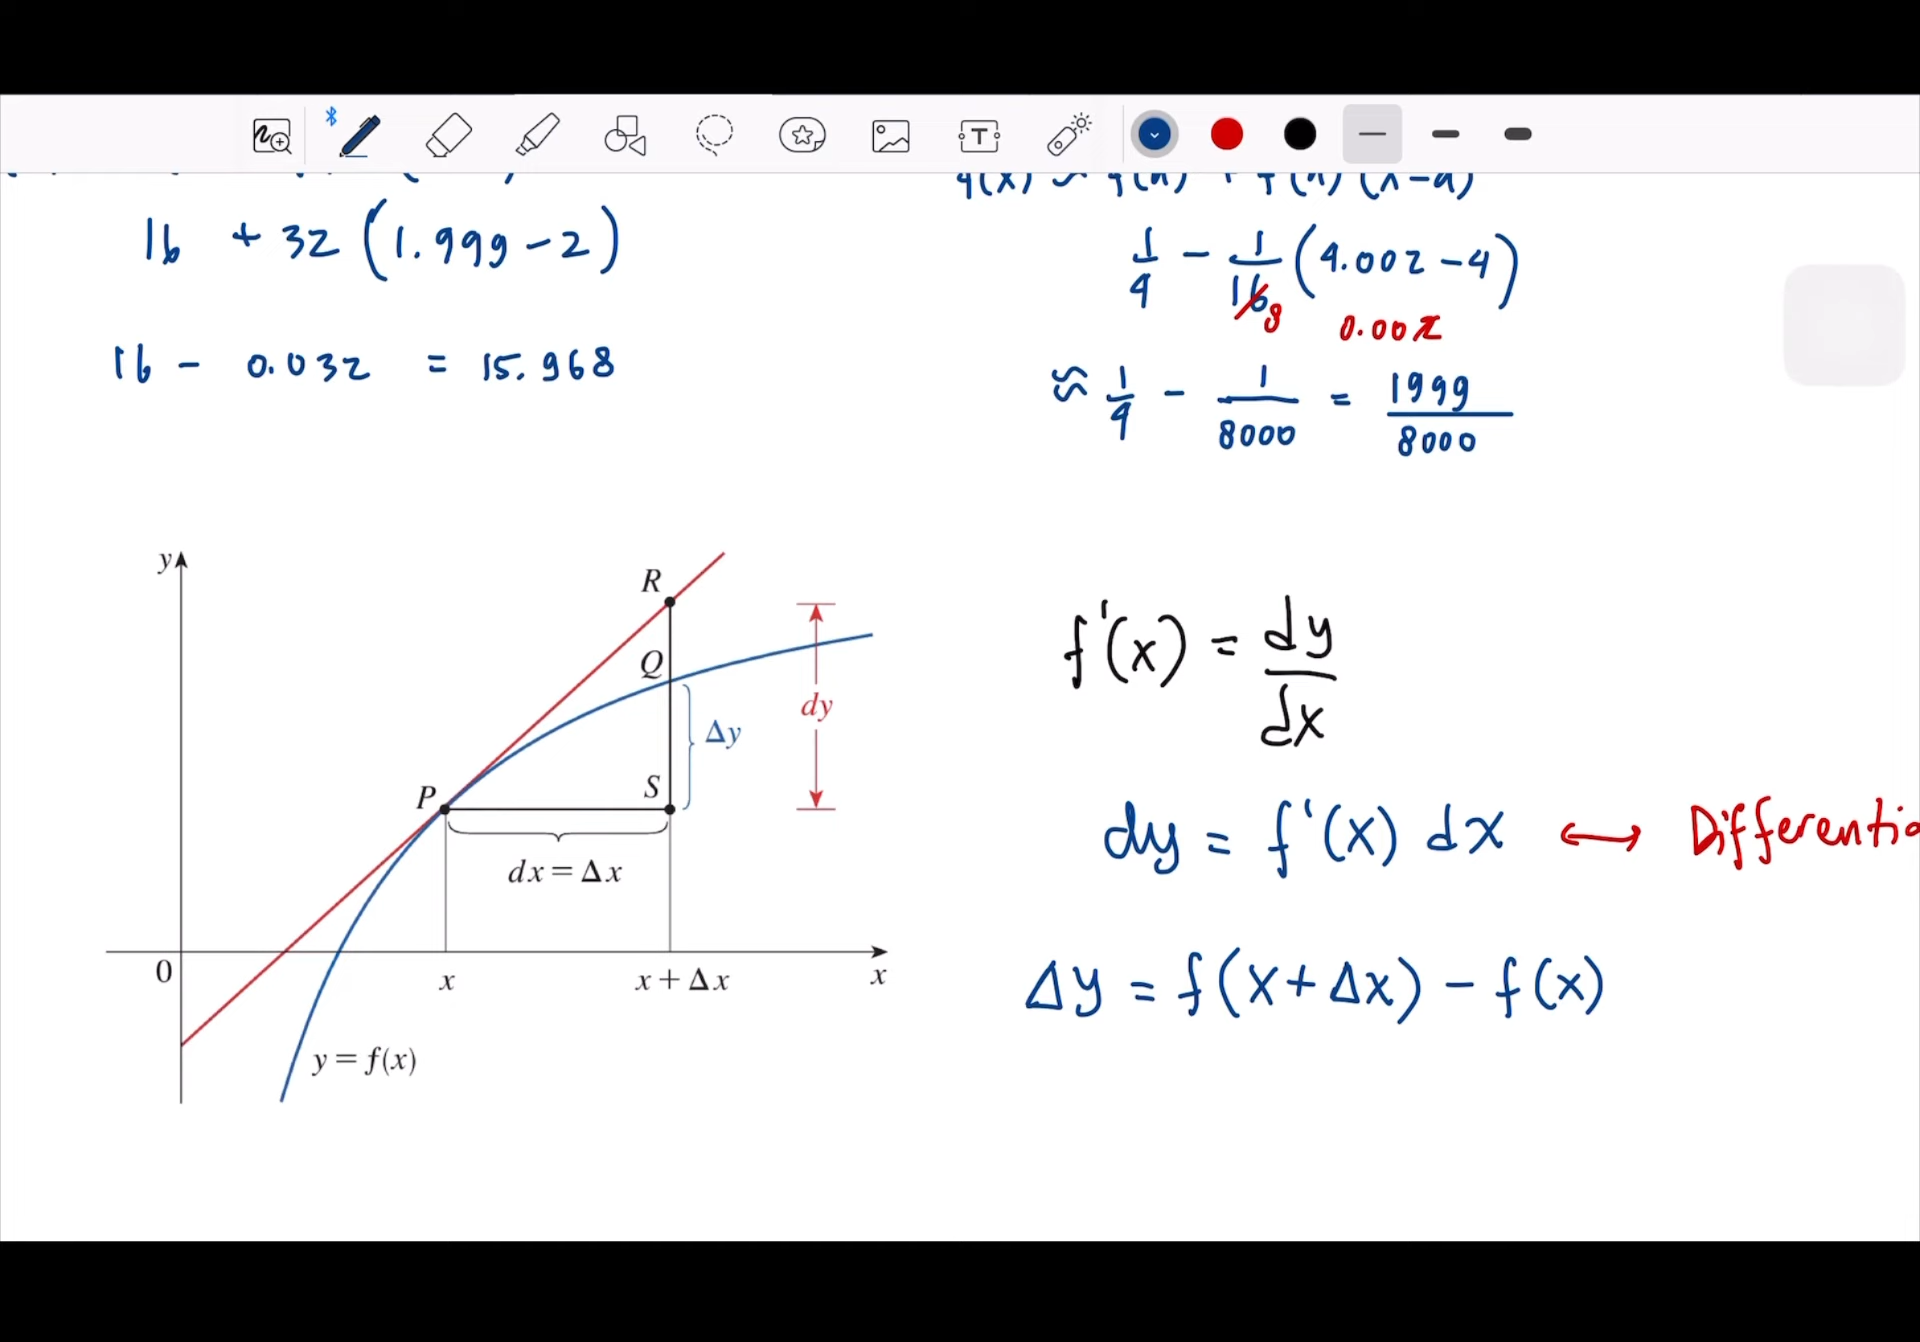 f(x) ≈ f(a) + f'(a) (x-a)
16 + 32 (1.999-2)
1/4 - 1/16 (4.002-4)
8 0.002
16 - 0.032 = 15.968
≈ 1/4 - 1/8000 = 1999/8000
y
R
Q
Δy
dy
P
S
dx = Δx
0
x
x + Δx
x
y = f(x)
f'(x) = dy/dx
dy = f'(x) dx ↔ Differentia
Δy = f(x+Δx) - f(x)
T